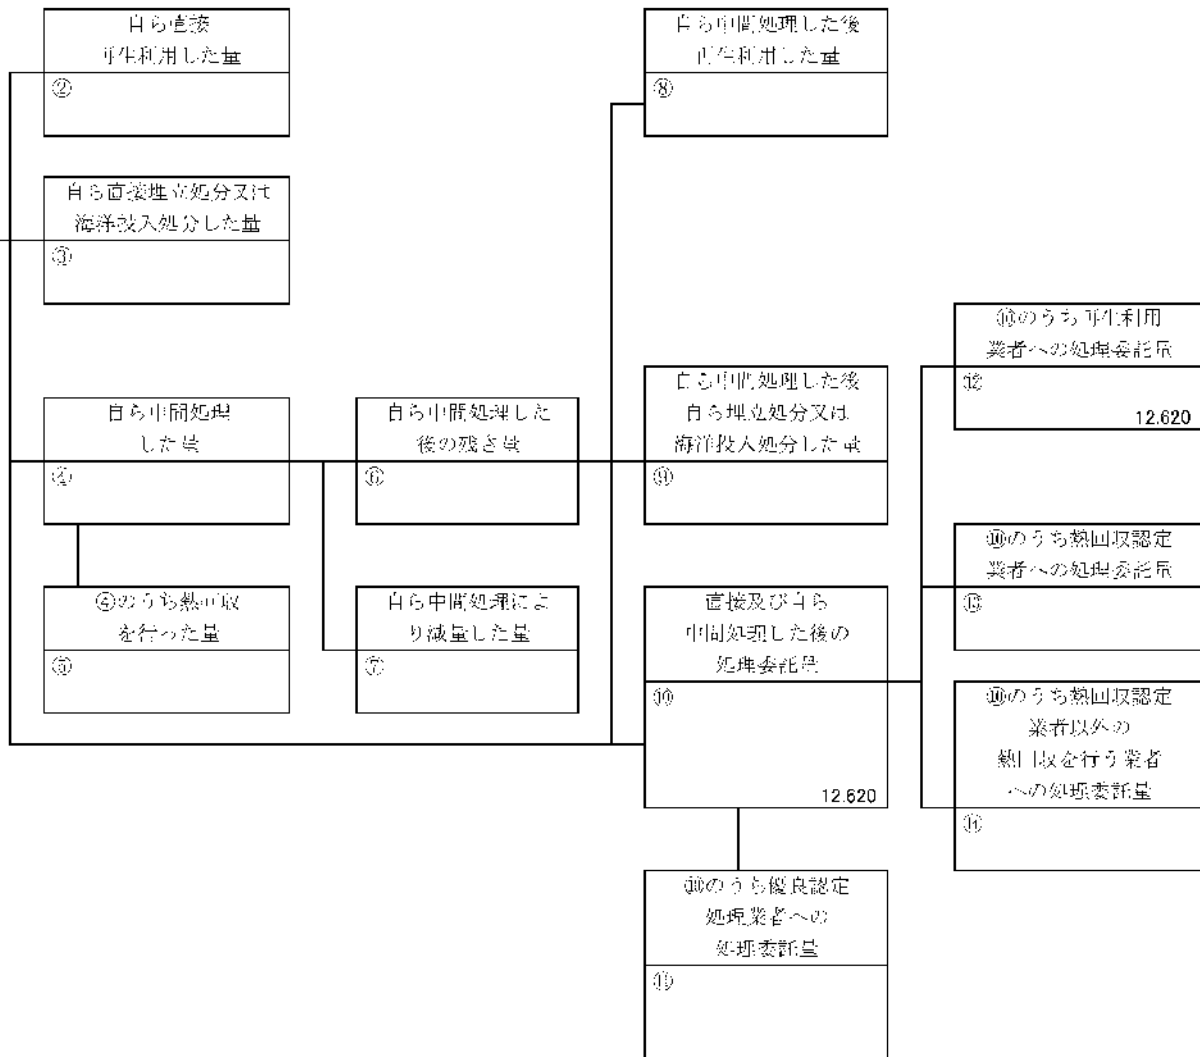 自ら直接
再生利用した量
②
自ら中間処理した後
再生利用した量
⑧
自ら直接埋立処分又は
海洋投入処分した量
③
⑩のうち再生利用
業者への処理委託量
⑫
12.620
自ら中間処理
した量
④
自ら中間処理した
後の残さ量
⑥
自ら中間処理した後
自ら埋立処分又は
海洋投入処分した量
⑨
⑩のうち熱回収認定
業者への処理委託量
⑬
④のうち熱回収
を行った量
⑤
自ら中間処理によ
り減量した量
⑦
直接及び自ら
中間処理した後の
処理委託量
⑩
12.620
⑩のうち熱回収認定
業者以外の
熱回収を行う業者
への処理委託量
⑭
⑩のうち優良認定
処理業者への
処理委託量
⑪